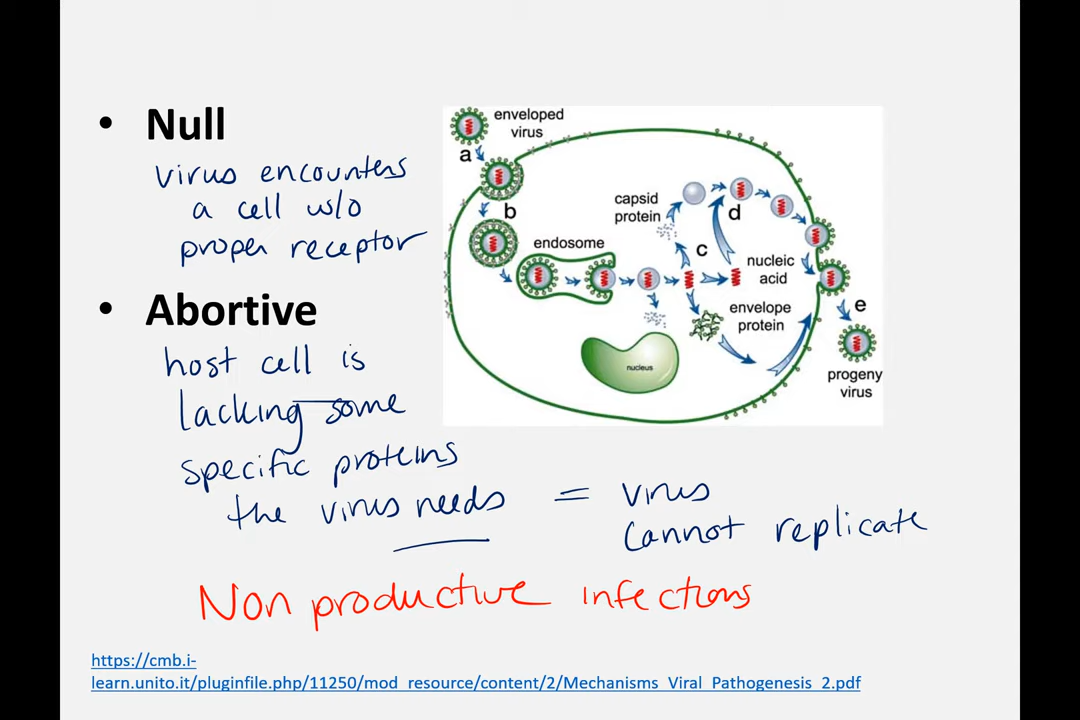 • Null
virus encounters
a cell w/o
proper receptor
• Abortive
host cell is
lacking some
specific proteins
the virus needs = virus
cannot replicate
Non productive infections
enveloped
virus
a
b
endosome
capsid
protein
c
d
nucleic
acid
envelope
protein
nucleus
e
progeny
virus
https://cmb.i-
learn.unito.it/pluginfile.php/11250/mod_resource/content/2/Mechanisms_Viral_Pathogenesis_2.pdf